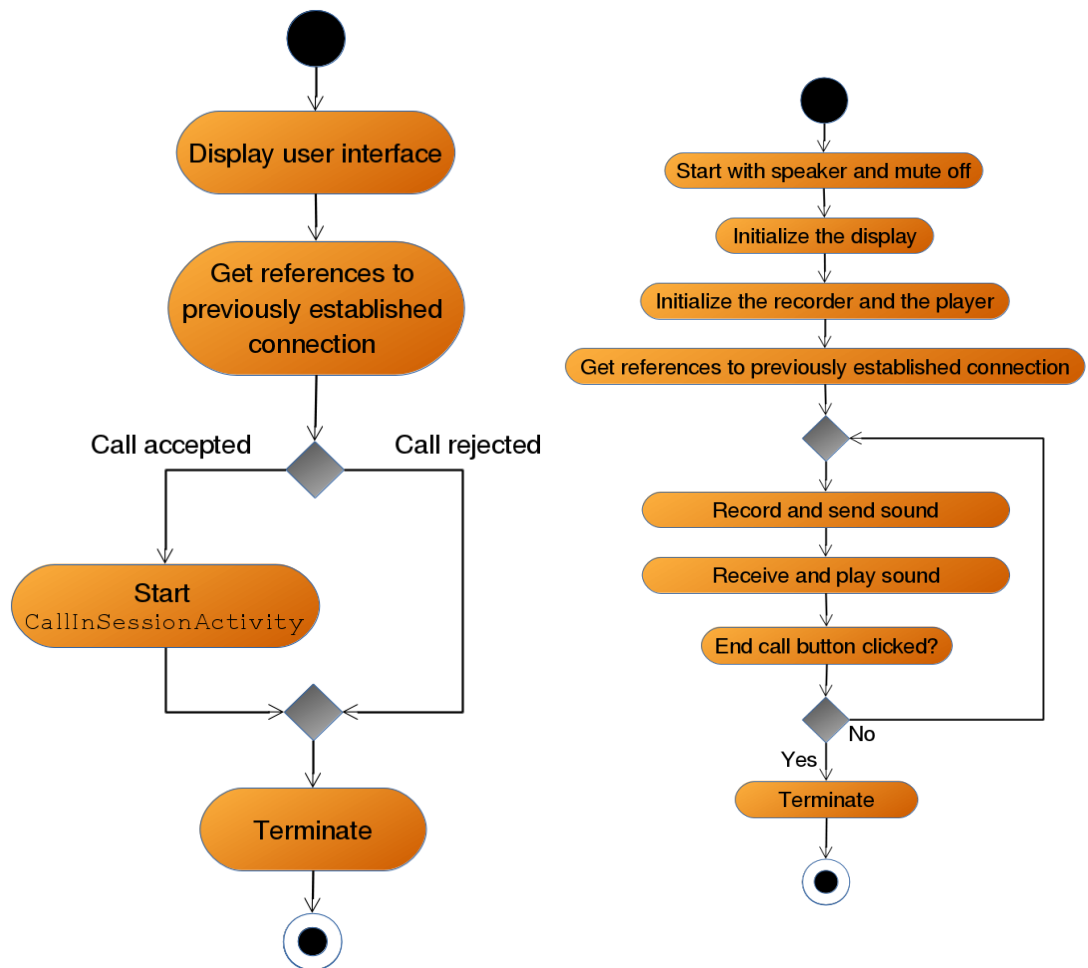 Display user interface
Get references to
previously established
connection
Call accepted
Call rejected
Start
CallInSessionActivity
Terminate
Start with speaker and mute off
Initialize the display
Initialize the recorder and the player
Get references to previously established connection
Record and send sound
Receive and play sound
End call button clicked?
No
Yes
Terminate